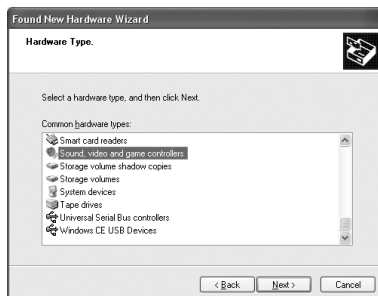 Found New Hardware Wizard
Hardware Type.
Select a hardware type, and then click Next.
Common hardware types:
Smart card readers
Sound, video and game controllers
Storage volume shadow copies
Storage volumes
System devices
Tape drives
Universal Serial Bus controllers
Windows CE USB Devices
< Back Next > Cancel